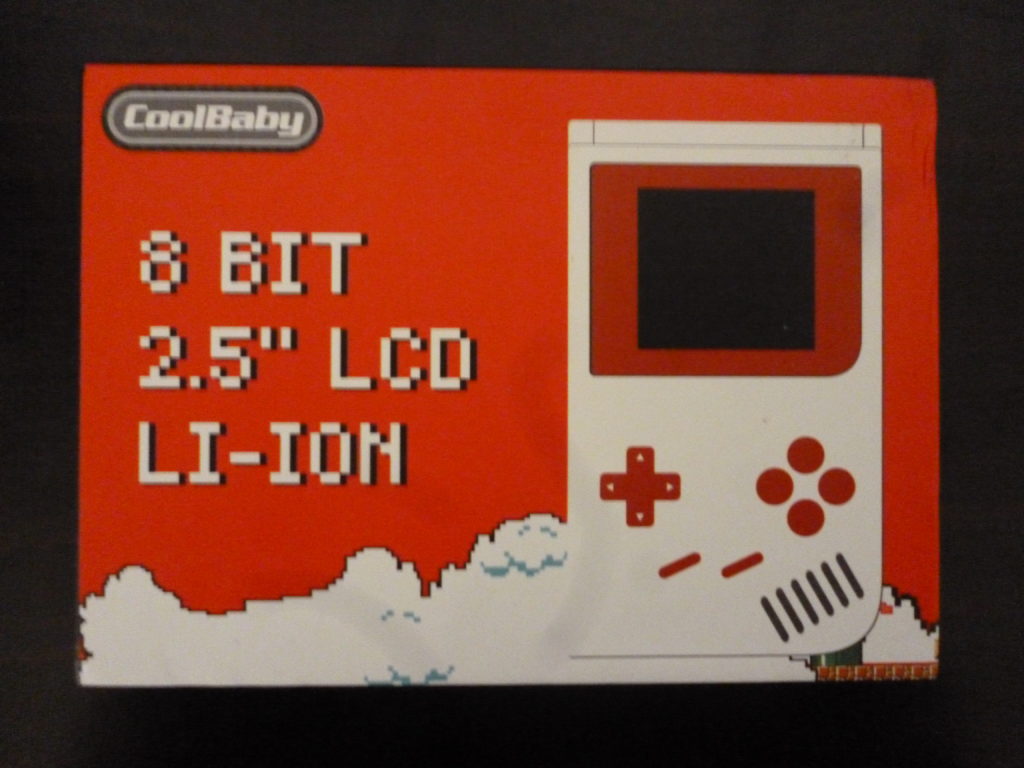 CoolBaby
8 BIT
2.5" LCD
LI-ION